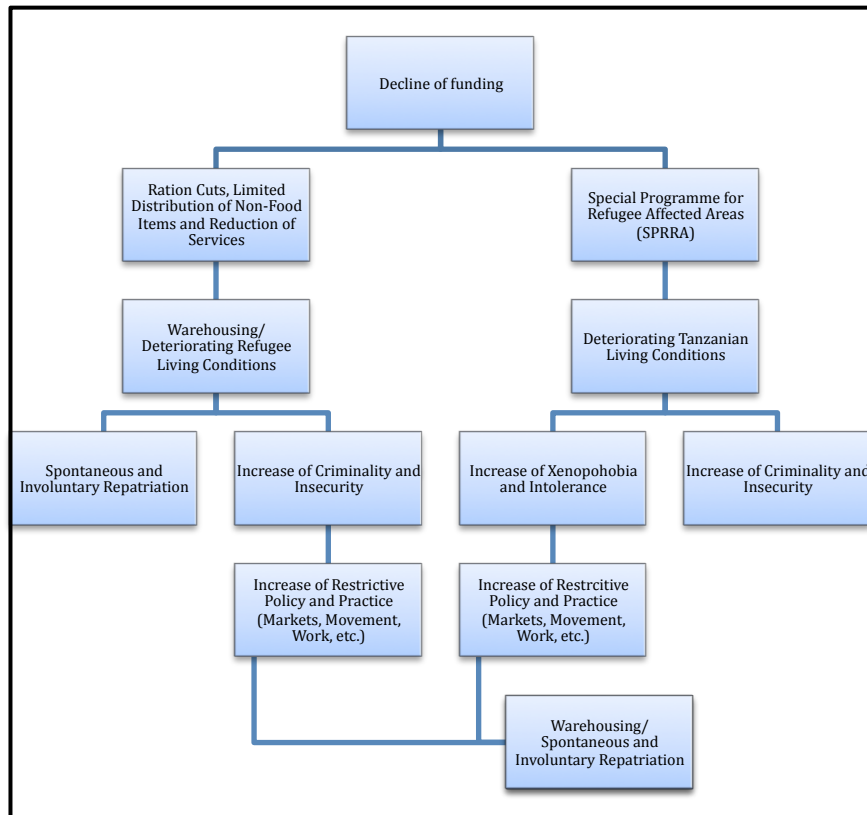 Decline of funding
Ration Cuts, Limited
Distribution of Non-Food
Items and Reduction of
Services
Special Programme for
Refugee Affected Areas
(SPRRA)
Warehousing/
Deteriorating Refugee
Living Conditions
Deteriorating Tanzanian
Living Conditions
Spontaneous and
Involuntary Repatriation
Increase of Criminality and
Insecurity
Increase of Xenopohobia
and Intolerance
Increase of Criminality and
Insecurity
Increase of Restrictive
Policy and Practice
(Markets, Movement,
Work, etc.)
Increase of Restrcitive
Policy and Practice
(Markets, Movement,
Work, etc.)
Warehousing/
Spontaneous and
Involuntary Repatriation